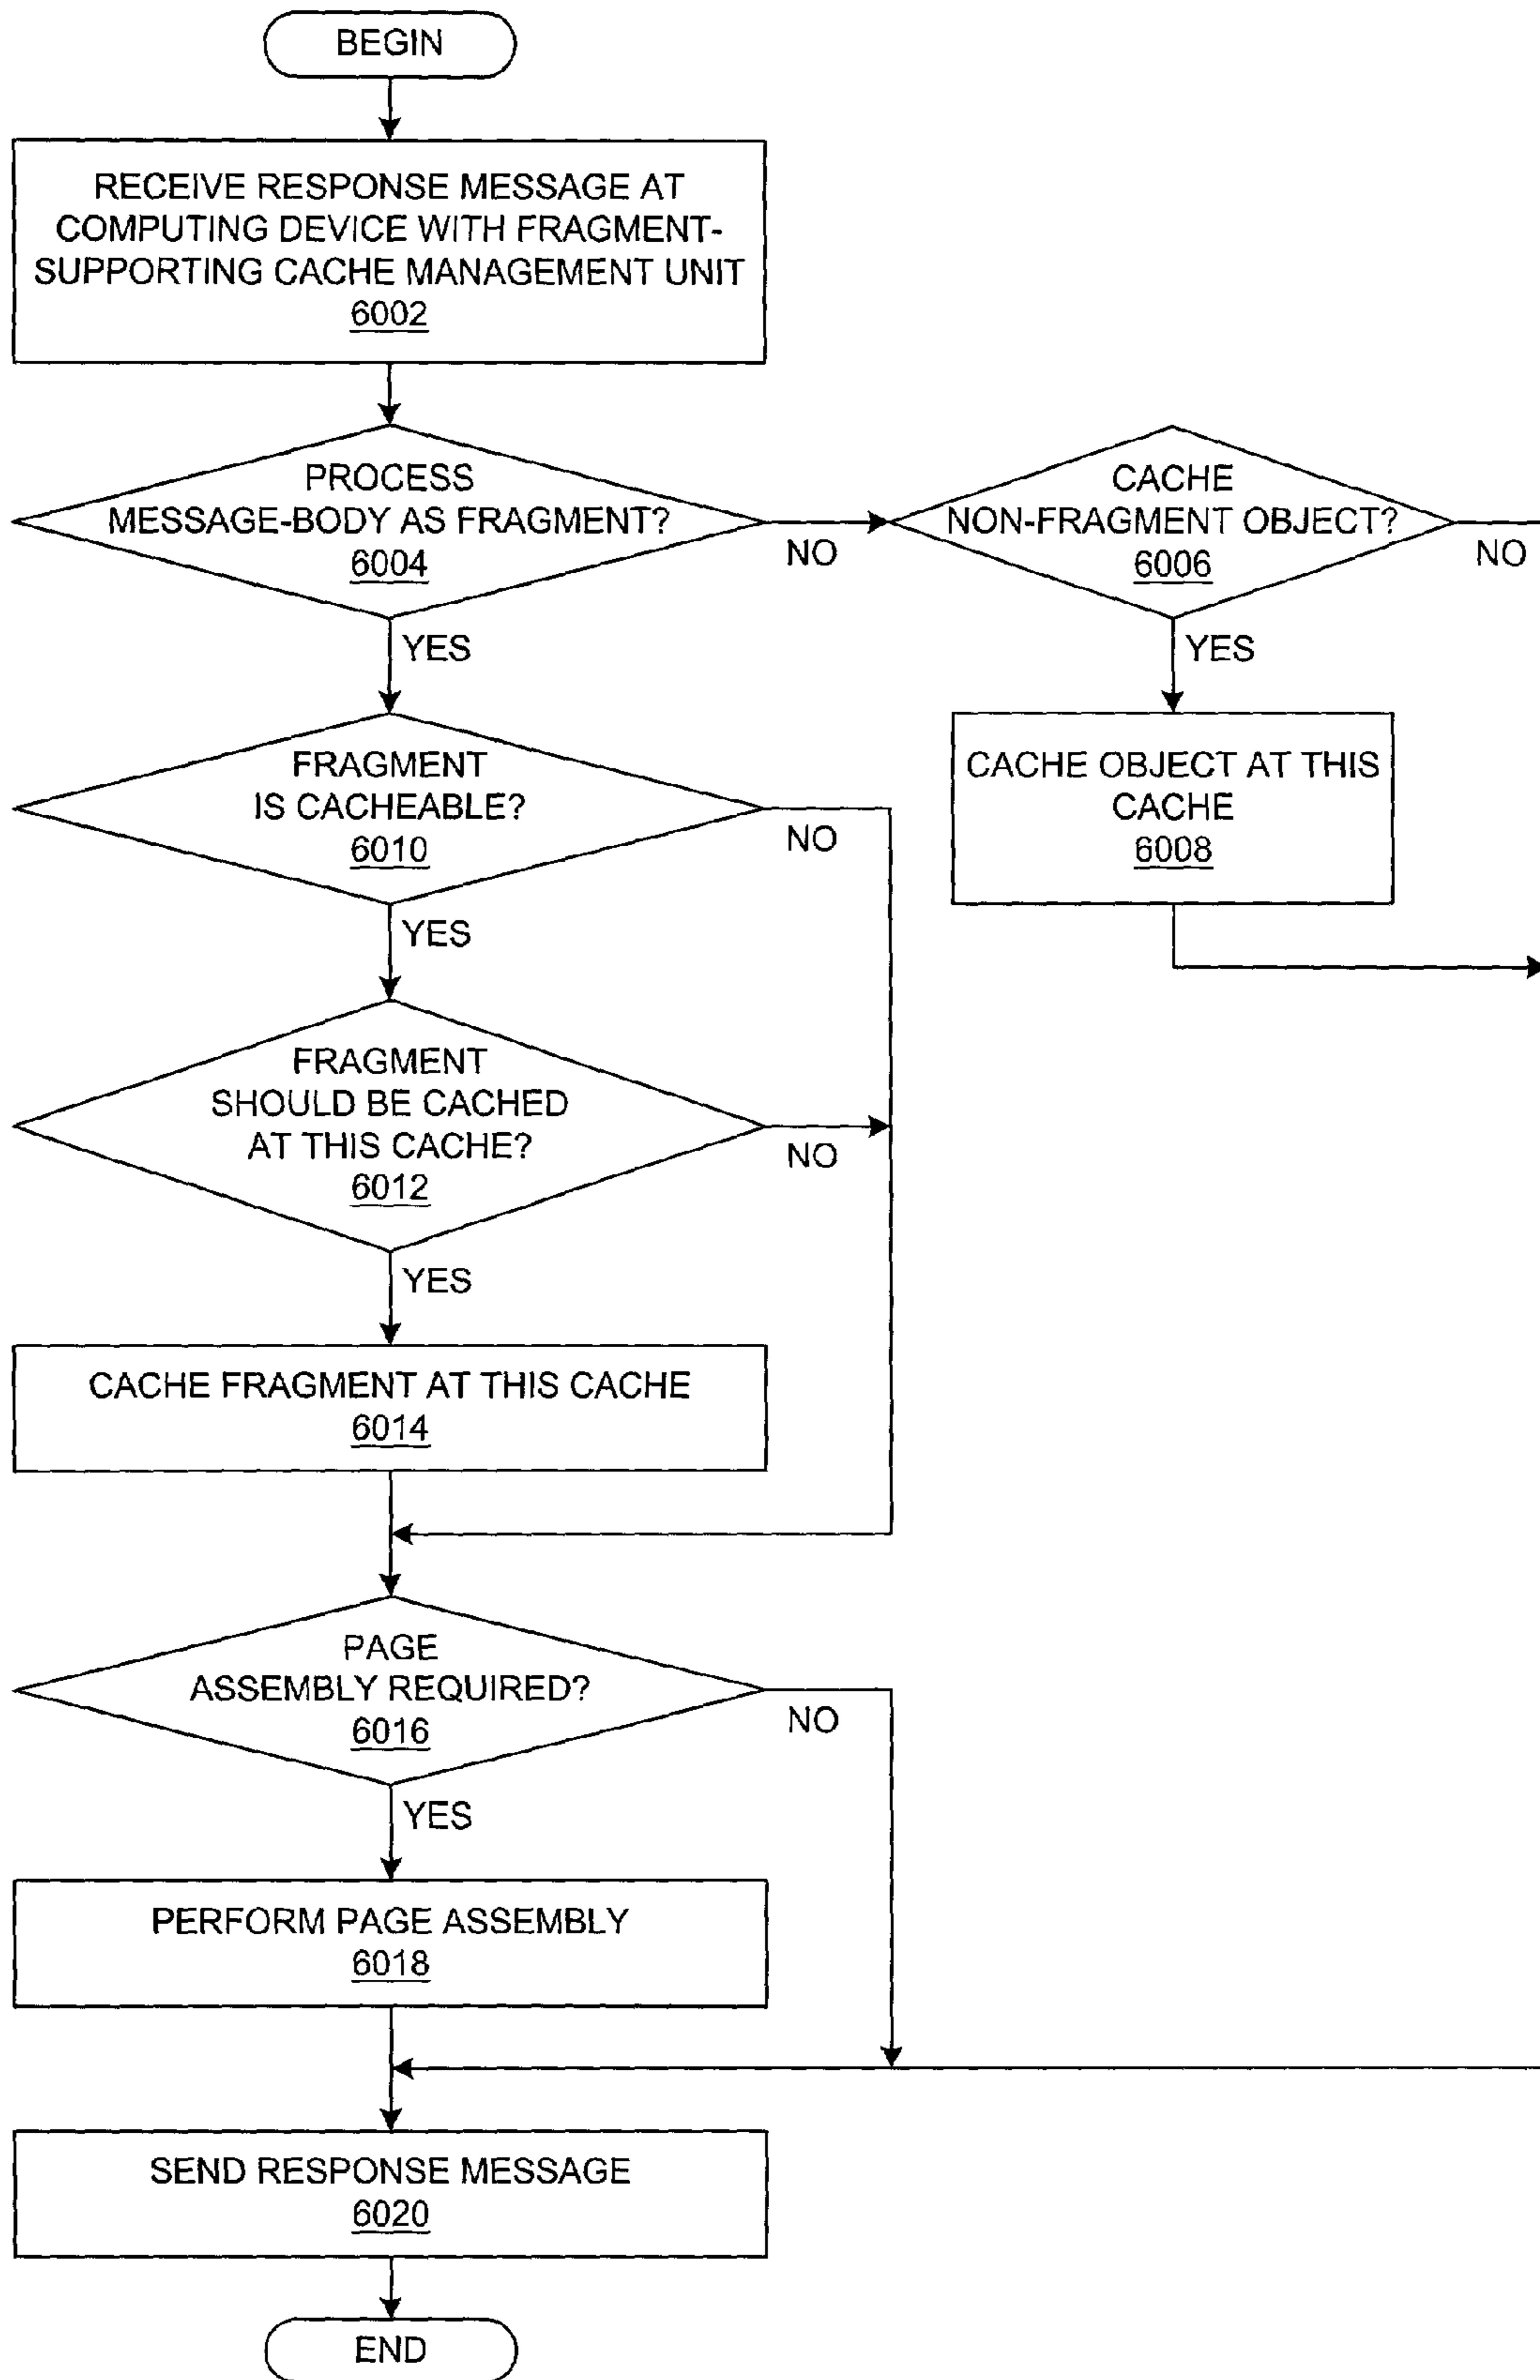 BEGIN
RECEIVE RESPONSE MESSAGE AT
COMPUTING DEVICE WITH FRAGMENT-
SUPPORTING CACHE MANAGEMENT UNIT
6002
PROCESS
MESSAGE-BODY AS FRAGMENT?
6004
NO
YES
CACHE
NON-FRAGMENT OBJECT?
6006
NO
YES
CACHE OBJECT AT THIS
CACHE
6008
FRAGMENT
IS CACHEABLE?
6010
NO
YES
FRAGMENT
SHOULD BE CACHED
AT THIS CACHE?
6012
NO
YES
CACHE FRAGMENT AT THIS CACHE
6014
PAGE
ASSEMBLY REQUIRED?
6016
NO
YES
PERFORM PAGE ASSEMBLY
6018
SEND RESPONSE MESSAGE
6020
END